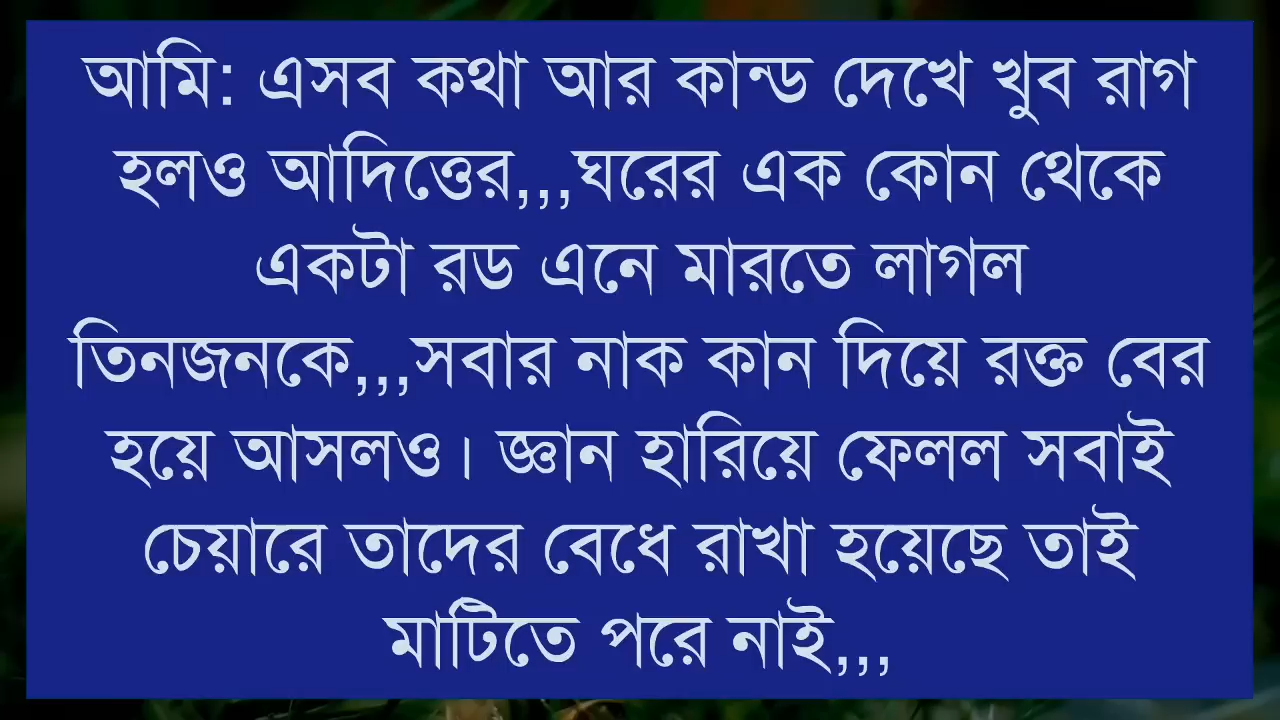 আমি: এসব কথা আর কান্ড দেখে খুব রাগ
হলও আদিত্তের,,,ঘরের এক কোন থেকে
একটা রড এনে মারতে লাগল
তিনজনকে,,,সবার নাক কান দিয়ে রক্ত বের
হয়ে আসলও। জ্ঞান হারিয়ে ফেলল সবাই
চেয়ারে তাদের বেধে রাখা হয়েছে তাই
মাটিতে পরে নাই,,,